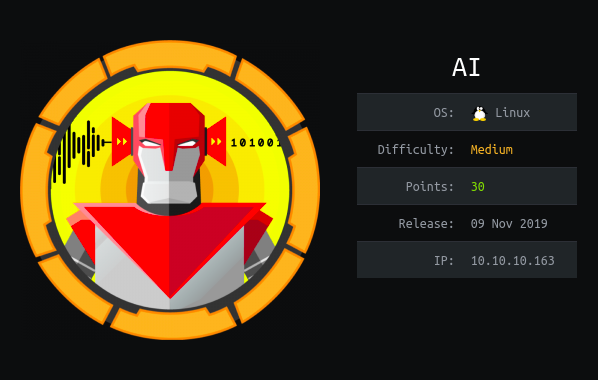 101001
AI
OS: Linux
Difficulty: Medium
Points: 30
Release: 09 Nov 2019
IP: 10.10.10.163